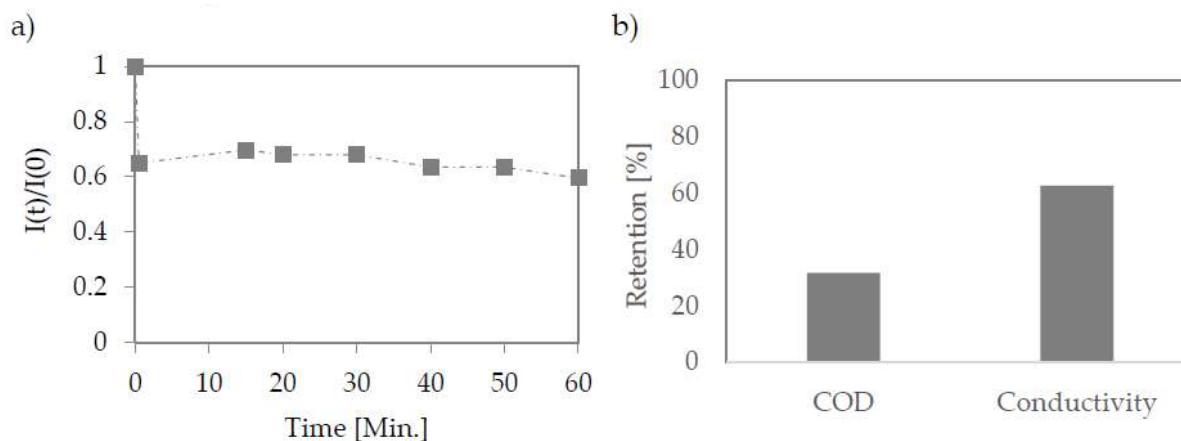 a)
I(t)/I(0)
1
0.8
0.6
0.4
0.2
0
0 10 20 30 40 50 60
Time [Min.]
b)
Retention [%]
100
80
60
40
20
0
COD Conductivity